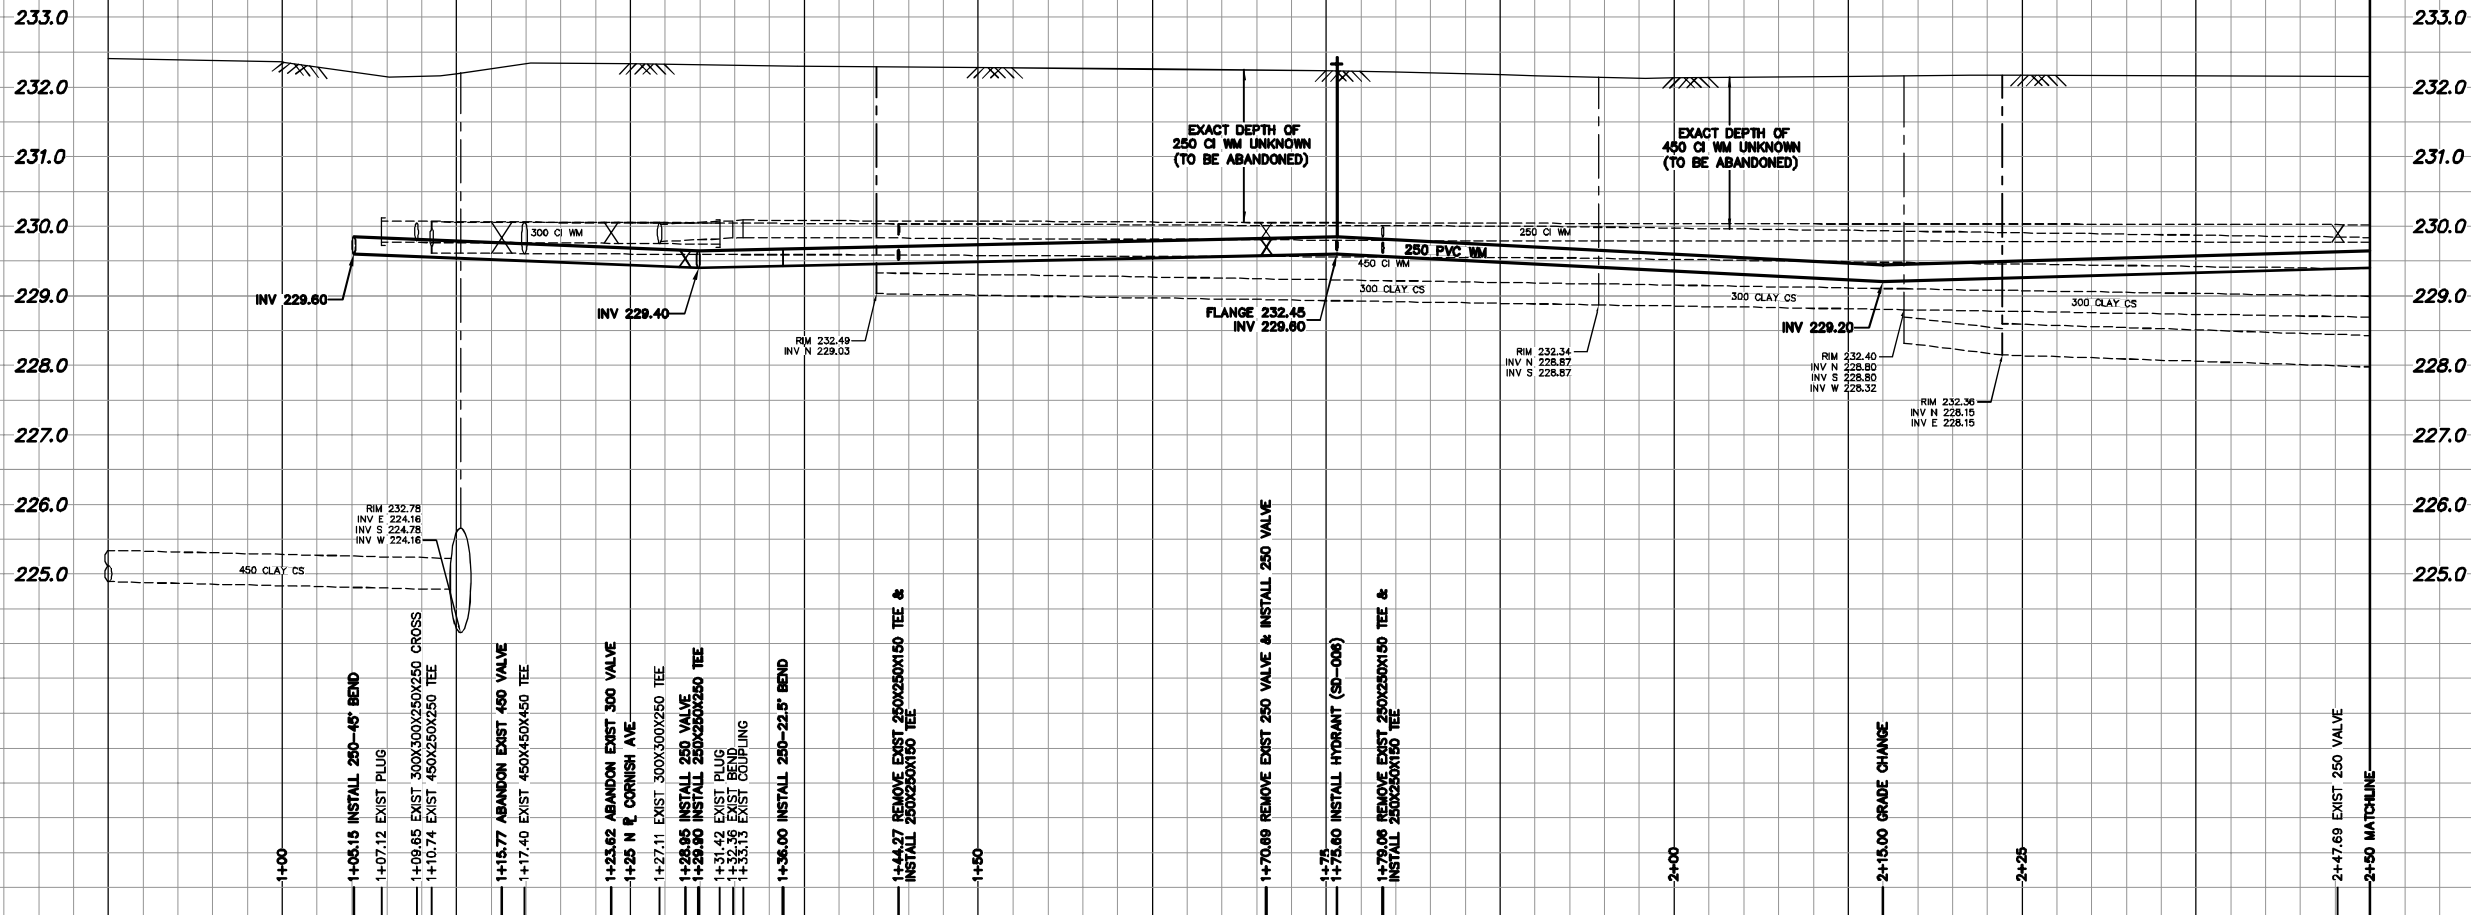 233.0
233.0
232.0
232.0
EXACT DEPTH OF
250 CI WM UNKNOWN
(TO BE ABANDONED)
EXACT DEPTH OF
450 CI WM UNKNOWN
(TO BE ABANDONED)
231.0
231.0
230.0
230.0
300 CI WM
250 CI WM
250 PVC WM
450 CI WM
300 CLAY CS
300 CLAY CS
300 CLAY CS
229.0
229.0
INV 229.60
INV 229.40
FLANGE 232.45
INV 229.60
INV 229.20
RIM 232.49
INV N 229.03
RIM 232.34
INV N 228.87
INV S 228.87
RIM 232.40
INV N 228.80
INV S 228.80
INV W 228.32
228.0
228.0
RIM 232.36
INV N 228.15
INV E 228.15
227.0
227.0
226.0
226.0
RIM 232.78
INV E 224.16
INV S 224.78
INV W 224.16
225.0
225.0
450 CLAY CS
1+00
1+05.15 INSTALL 250-45° BEND
1+07.12 EXIST PLUG
1+09.65 EXIST 300X300X250X250 CROSS
1+10.74 EXIST 450X250X250 TEE
1+15.77 ABANDON EXIST 450 VALVE
1+17.40 EXIST 450X450X450 TEE
1+23.62 ABANDON EXIST 300 VALVE
1+25 N ℙ CORNISH AVE
1+27.11 EXIST 300X300X250 TEE
1+28.95 INSTALL 250 VALVE
1+29.90 INSTALL 250X250X250 TEE
1+31.42 EXIST PLUG
1+32.36 EXIST BEND
1+33.13 EXIST COUPLING
1+36.00 INSTALL 250-22.5° BEND
1+44.27 REMOVE EXIST 250X250X150 TEE &
INSTALL 250X250X150 TEE
1+50
1+70.69 REMOVE EXIST 250 VALVE & INSTALL 250 VALVE
1+75
1+75.60 INSTALL HYDRANT (SD-006)
1+79.06 REMOVE EXIST 250X250X150 TEE &
INSTALL 250X250X150 TEE
2+00
2+15.00 GRADE CHANGE
2+25
2+47.69 EXIST 250 VALVE
2+50 MATCHLINE